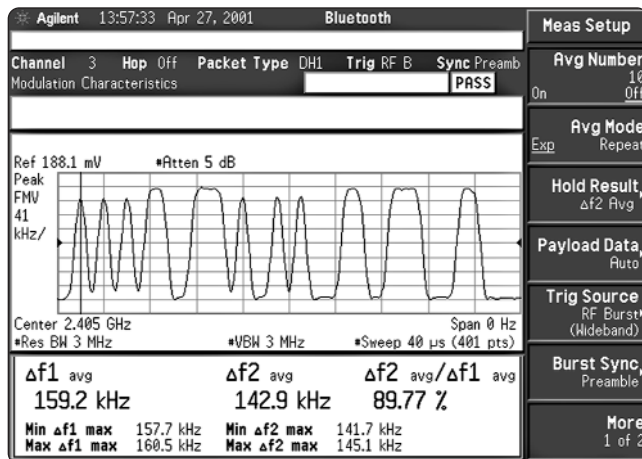 Agilent 13:57:33 Apr 27, 2001 Bluetooth
Channel 3 Hop Off Packet Type DH1 Trig RF B Sync Preamb
Modulation Characteristics PASS
Ref 188.1 mV #Atten 5 dB
Peak
FMV
41
kHz/
Center 2.405 GHz Span 0 Hz
#Res BW 3 MHz #VBW 3 MHz #Sweep 40 µs (401 pts)
Δf1 avg Δf2 avg Δf2 avg/Δf1 avg
159.2 kHz 142.9 kHz 89.77 %
Min Δf1 max 157.7 kHz Min Δf2 max 141.7 kHz
Max Δf1 max 160.5 kHz Max Δf2 max 145.1 kHz
Meas Setup
Avg Number
10
On Off
Avg Mode
Exp Repeat
Hold Result
Δf2 Avg
Payload Data
Auto
Trig Source
RF Burst
(Wideband)
Burst Sync
Preamble
More
1 of 2